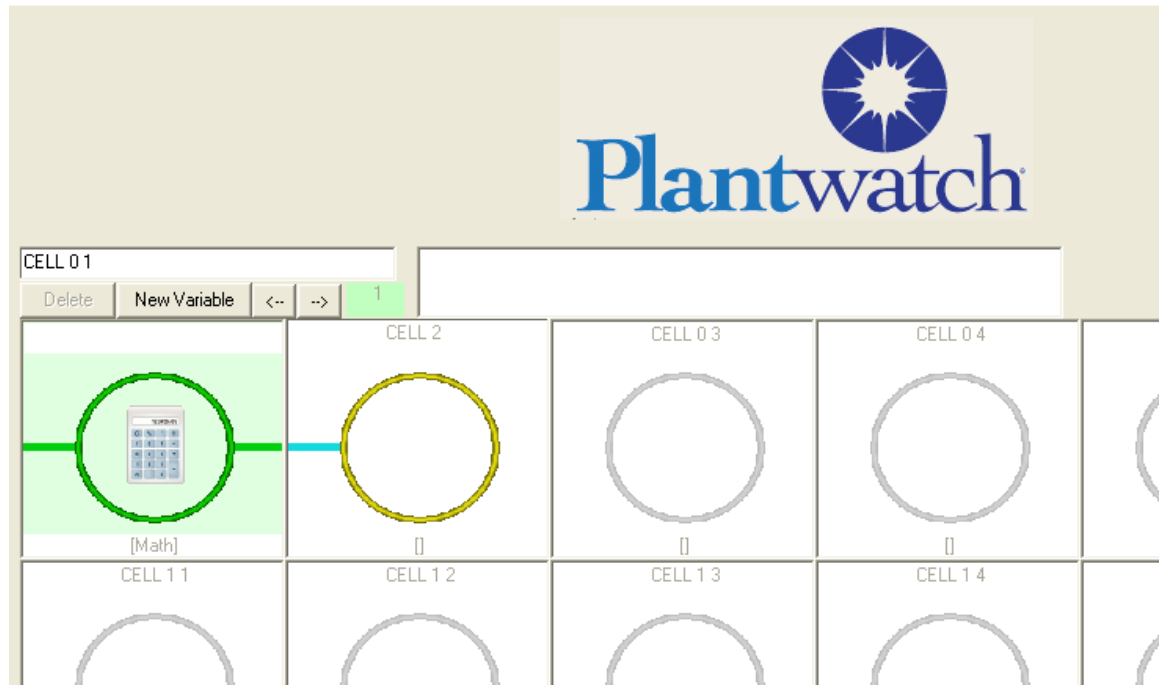 Plantwatch
CELL 0 1
Delete New Variable <-- --> 1
CELL 2 CELL 0 3 CELL 0 4
[Math] [] [] []
CELL 1 1 CELL 1 2 CELL 1 3 CELL 1 4